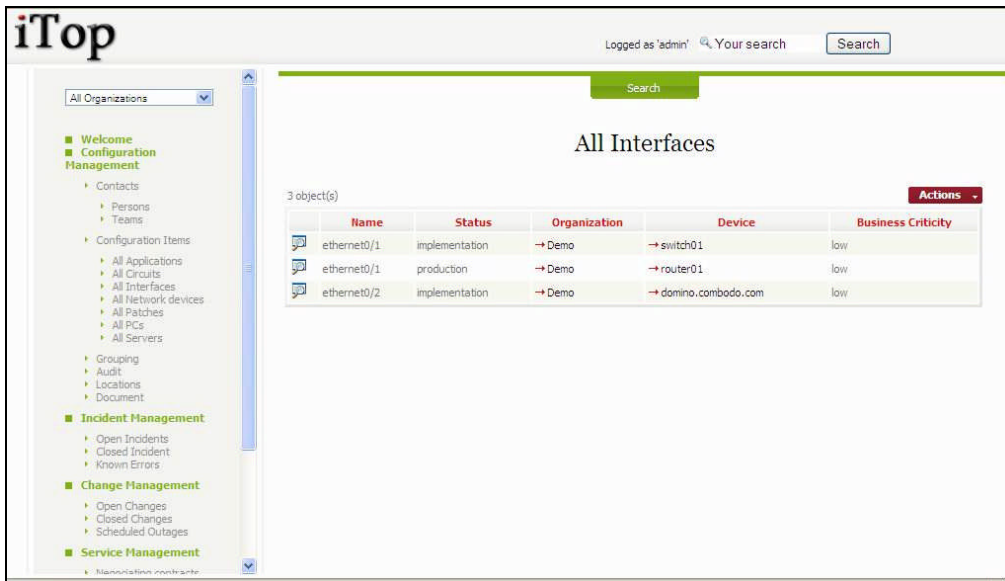 iTop
Logged as 'admin' Your search Search
All Organizations
Welcome
Configuration
Management
Contacts
Persons
Teams
Configuration Items
All Applications
All Circuits
All Interfaces
All Network devices
All Patches
All PCs
All Servers
Grouping
Audit
Locations
Document
Incident Management
Open Incidents
Closed Incident
Known Errors
Change Management
Open Changes
Closed Changes
Scheduled Outages
Service Management
Negotiating contracts
Search
All Interfaces
3 object(s) Actions
Name Status Organization Device Business Criticity
ethernet0/1 implementation → Demo → switch01 low
ethernet0/1 production → Demo → router01 low
ethernet0/2 implementation → Demo → domino.combodo.com low